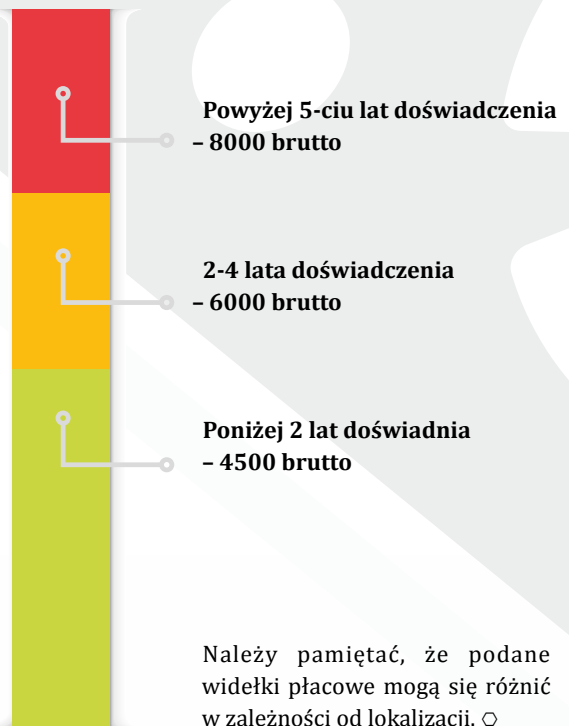 Powyżej 5-ciu lat doświadczenia
– 8000 brutto
2-4 lata doświadczenia
– 6000 brutto
Poniżej 2 lat doświadnia
– 4500 brutto
Należy pamiętać, że podane
widełki płacowe mogą się różnić
w zależności od lokalizacji.